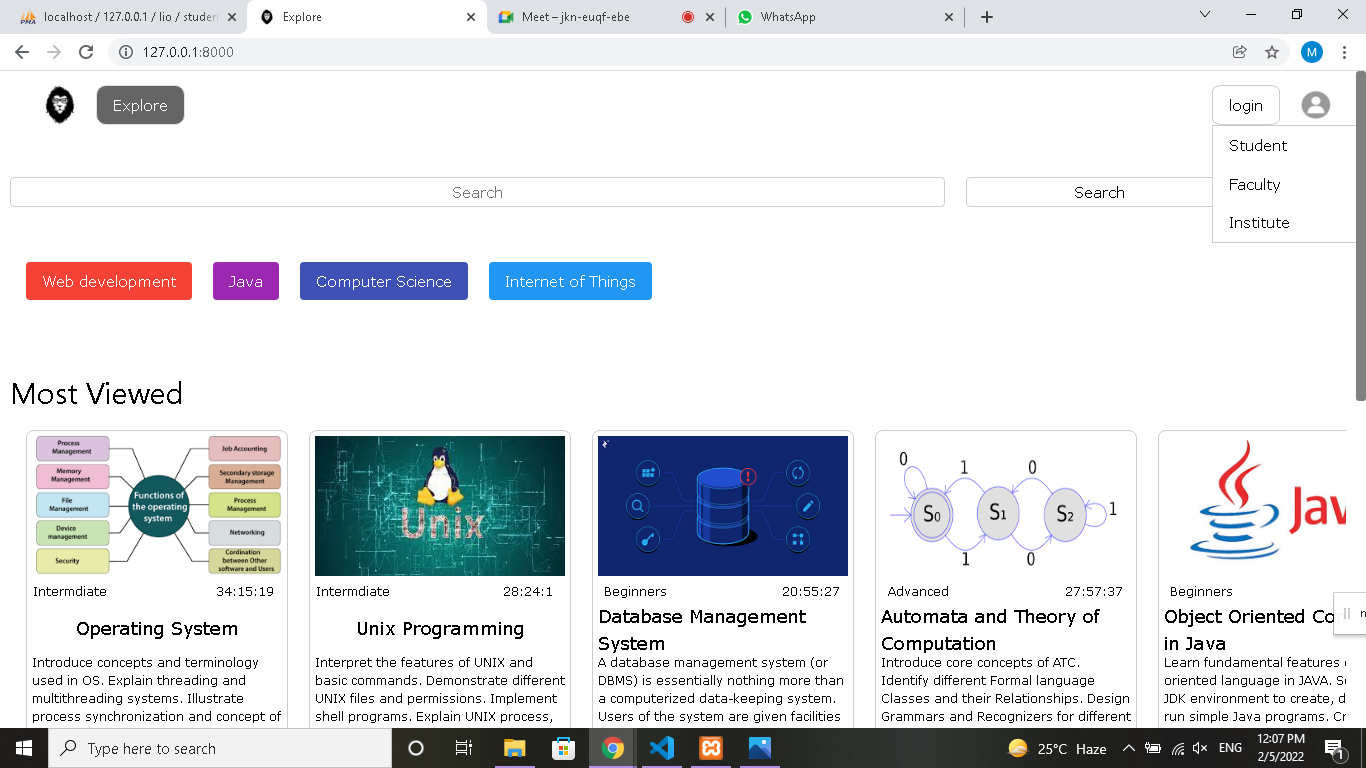 PMA
localhost / 127.0.0.1 / lio / studen
Explore
Meet – jkn-euqf-ebe
WhatsApp
127.0.0.1:8000
M
Explore
login
Student
Faculty
Institute
Search
Search
Web development
Java
Computer Science
Internet of Things
Most Viewed
Process
Management
Memory
Management
File
Management
Device
management
Security
Functions of
the operating
system
Job Accounting
Secondary storage
Management
Process
Management
Networking
Cordination
between Other
software and Users
Intermdiate
34:15:19
Operating System
Introduce concepts and terminology
used in OS. Explain threading and
multithreading systems. Illustrate
process synchronization and concept of
Unix
Intermdiate
28:24:1
Unix Programming
Interpret the features of UNIX and
basic commands. Demonstrate different
UNIX files and permissions. Implement
shell programs. Explain UNIX process,
Beginners
20:55:27
Database Management
System
A database management system (or
DBMS) is essentially nothing more than
a computerized data-keeping system.
Users of the system are given facilities
0 1 0
S0 S1 S2 1
1 0
Advanced
27:57:37
Automata and Theory of
Computation
Introduce core concepts of ATC.
Identify different Formal language
Classes and their Relationships. Design
Grammars and Recognizers for different
Jav
Beginners
Object Oriented Co
in Java
Learn fundamental features
oriented language in JAVA. S
JDK environment to create, d
run simple Java programs. Cr
Type here to search
25°C Haze
ENG
12:07 PM
2/5/2022
1